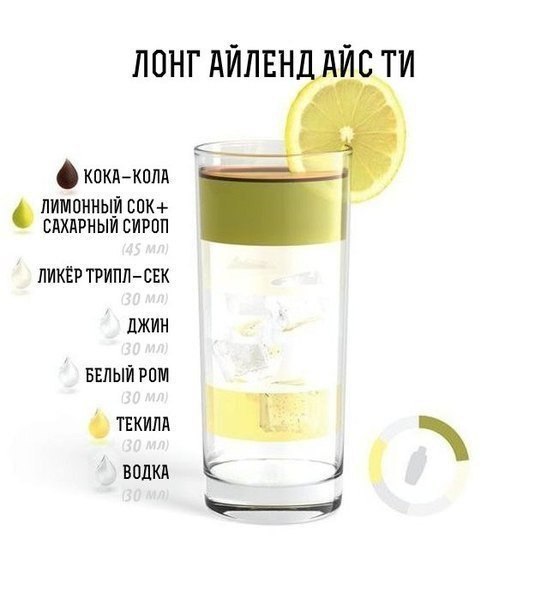 ЛОНГ АЙЛЕНД АЙС ТИ
КОКА-КОЛА
ЛИМОННЫЙ СОК+
САХАРНЫЙ СИРОП
(45 МЛ)
ЛИКЁР ТРИПЛ-СЕК
(30 МЛ)
ДЖИН
(30 МЛ)
БЕЛЫЙ РОМ
(30 МЛ)
ТЕКИЛА
(30 МЛ)
ВОДКА
(30 МЛ)